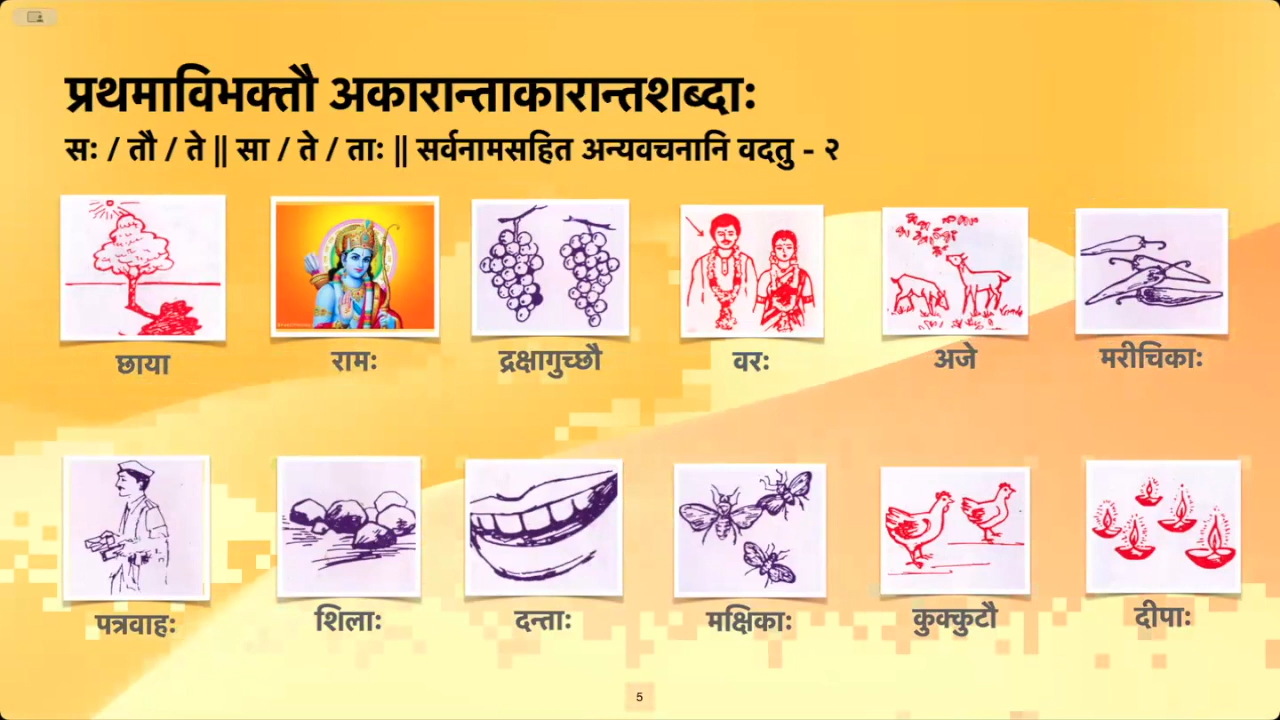 प्रथमाविभक्तौ अकारान्ताकारान्तशब्दाः
सः / तौ / ते || सा / ते / ताः || सर्वनामसहित अन्यवचनानि वदतु - २
छाया रामः द्रक्षागुच्छौ वरः अजे मरीचिकाः
पत्रवाहः शिलाः दन्ताः मक्षिकाः कुक्कुटौ दीपाः
5